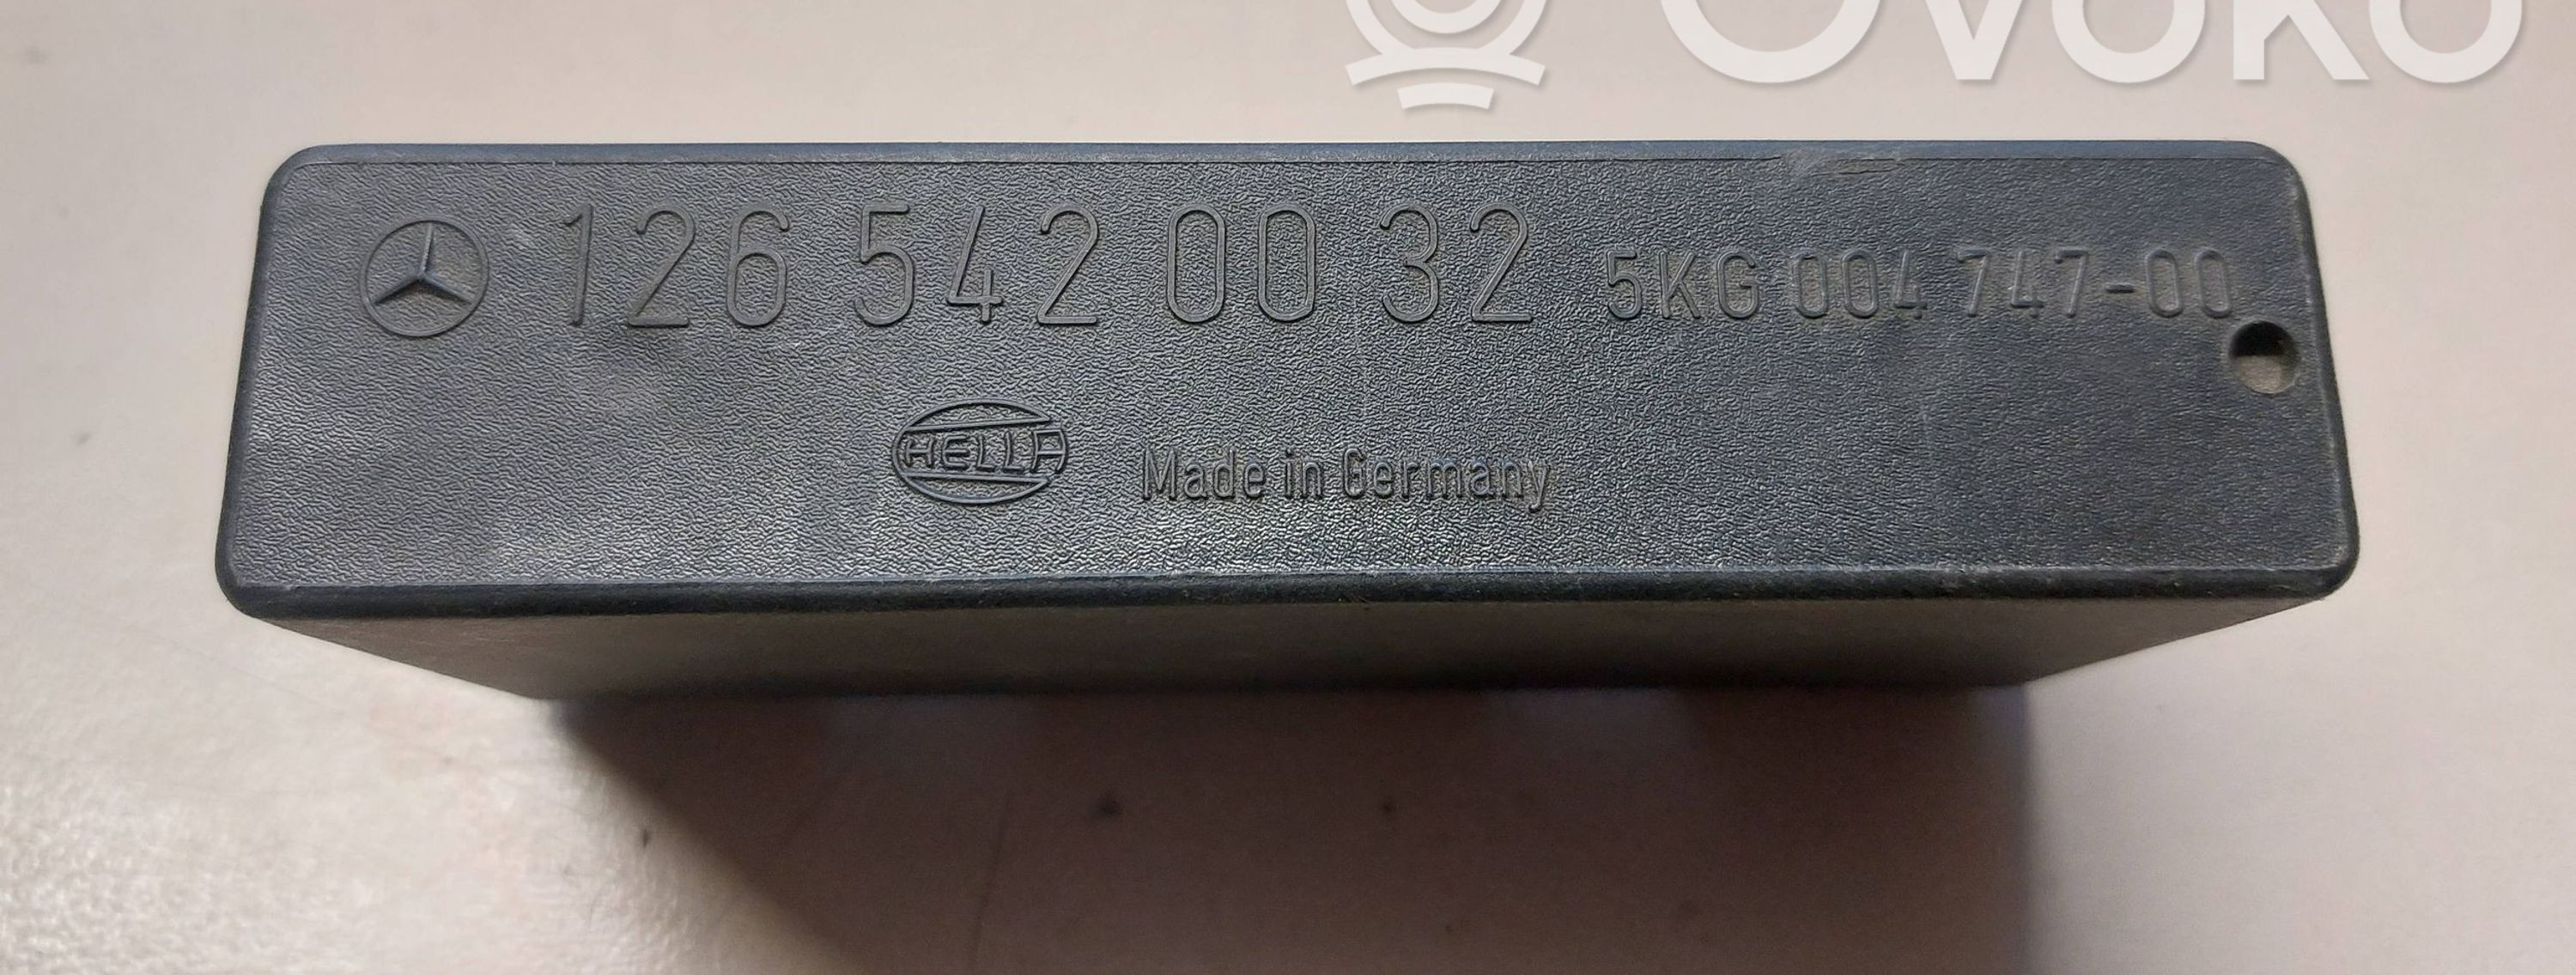 ovoko
126 542 00 32 5KG 004 747-00
HELLA Made in Germany